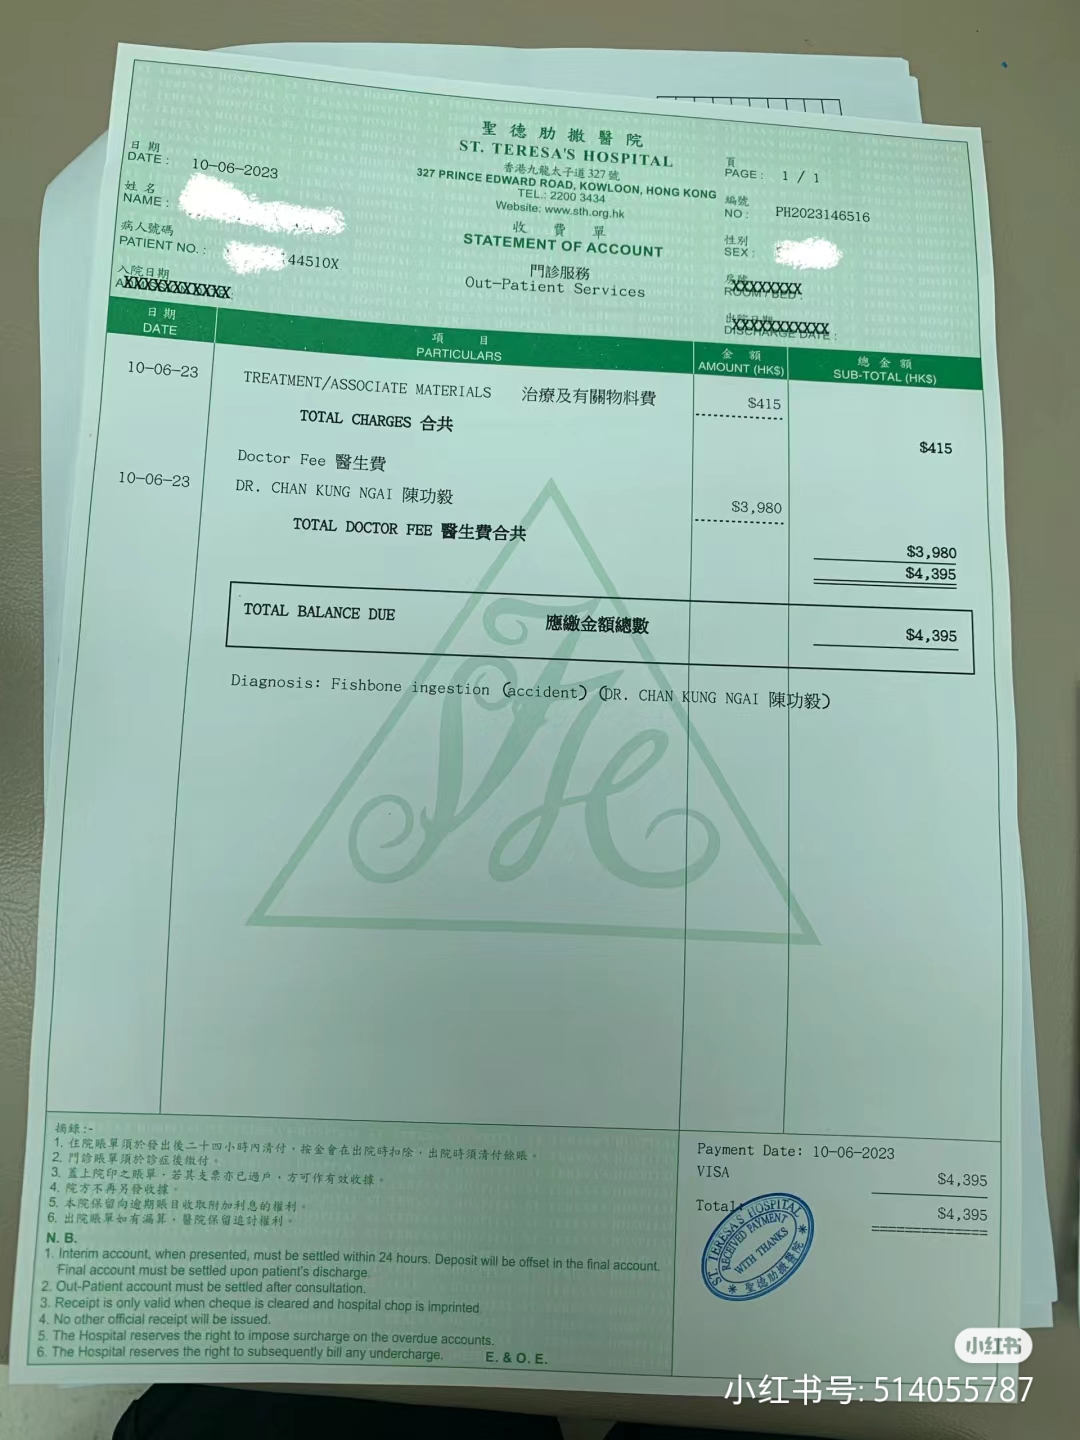 聖德肋撒醫院
ST. TERESA'S HOSPITAL
香港九龍太子道 327 號
327 PRINCE EDWARD ROAD, KOWLOON, HONG KONG
TEL.: 2200 3434
Website: www.sth.org.hk
收 費 單
STATEMENT OF ACCOUNT
門診服務
Out-Patient Services
日 期
DATE : 10-06-2023
姓 名
NAME :
病人號碼
PATIENT NO. : 44510X
入院日期
XXXXXXXXXXX
頁
PAGE : 1 / 1
編號
NO : PH2023146516
性別
SEX :
XXXXXXXX
ROOM / BED :
XXXXXXXXXXX
DISCHARGE DATE :
日 期 項 目 金 額 總 金 額
DATE PARTICULARS AMOUNT (HK$) SUB-TOTAL (HK$)
10-06-23 TREATMENT/ASSOCIATE MATERIALS 治療及有關物料費 $415
TOTAL CHARGES 合共 $415
Doctor Fee 醫生費
10-06-23 DR. CHAN KUNG NGAI 陳功毅 $3,980
TOTAL DOCTOR FEE 醫生費合共 $3,980
$4,395
TOTAL BALANCE DUE 應繳金額總數 $4,395
Diagnosis: Fishbone ingestion (accident) (DR. CHAN KUNG NGAI 陳功毅)
摘錄:-
1. 住院賬單須於發出後二十四小時內清付，按金會在出院時扣除，出院時須清付餘賬。
2. 門診賬單須於診症後繳付。
3. 蓋上院印之賬單，若其支票亦已過戶，方可作有效收據。
4. 院方不再另發收據。
5. 本院保留向逾期賬目收取附加利息的權利。
6. 出院賬單如有漏算，醫院保留追討權利。
N. B.
1. Interim account, when presented, must be settled within 24 hours. Deposit will be offset in the final account.
Final account must be settled upon patient's discharge.
2. Out-Patient account must be settled after consultation.
3. Receipt is only valid when cheque is cleared and hospital chop is imprinted
4. No other official receipt will be issued.
5. The Hospital reserves the right to impose surcharge on the overdue accounts.
6. The Hospital reserves the right to subsequently bill any undercharge. E. & O. E.
Payment Date: 10-06-2023
VISA $4,395
Total: $4,395
ST. TERESA'S HOSPITAL
RECEIVED PAYMENT
WITH THANKS
聖德肋撒醫院
小红书
小红书号: 514055787